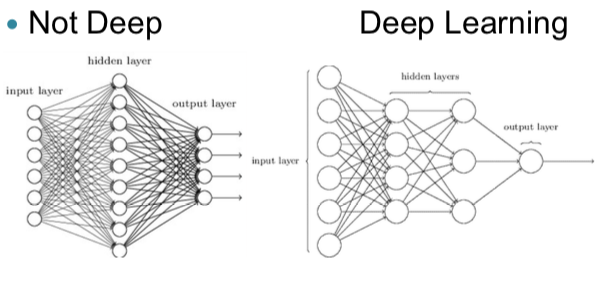 • Not Deep
Deep Learning
hidden layer
input layer
output layer
hidden layers
output layer
input layer